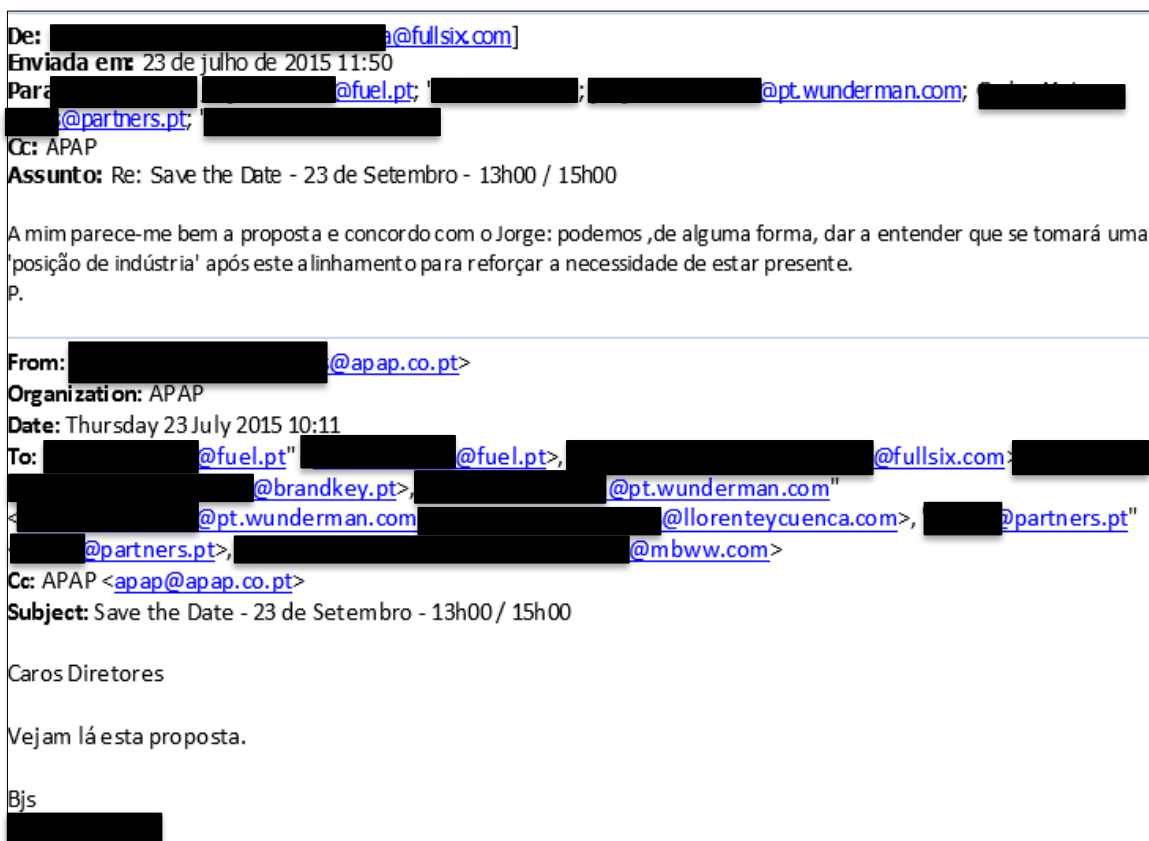 De: a@fullsix.com]
Enviada em: 23 de julho de 2015 11:50
Para @fuel.pt; " ; @pt.wunderman.com;
s@partners.pt; "
Cc: APAP
Assunto: Re: Save the Date - 23 de Setembro - 13h00 / 15h00
A mim parece-me bem a proposta e concordo com o Jorge: podemos ,de alguma forma, dar a entender que se tomará uma
'posição de indústria' após este alinhamento para reforçar a necessidade de estar presente.
P.
From: s@apap.co.pt>
Organization: APAP
Date: Thursday 23 July 2015 10:11
To: @fuel.pt" @fuel.pt>, @fullsix.com>
@brandkey.pt>, @pt.wunderman.com"
< @pt.wunderman.com @llorenteycuenca.com>, " @partners.pt"
< @partners.pt>, @mbww.com>
Cc: APAP <apap@apap.co.pt>
Subject: Save the Date - 23 de Setembro - 13h00 / 15h00
Caros Diretores
Vejam lá esta proposta.
Bjs